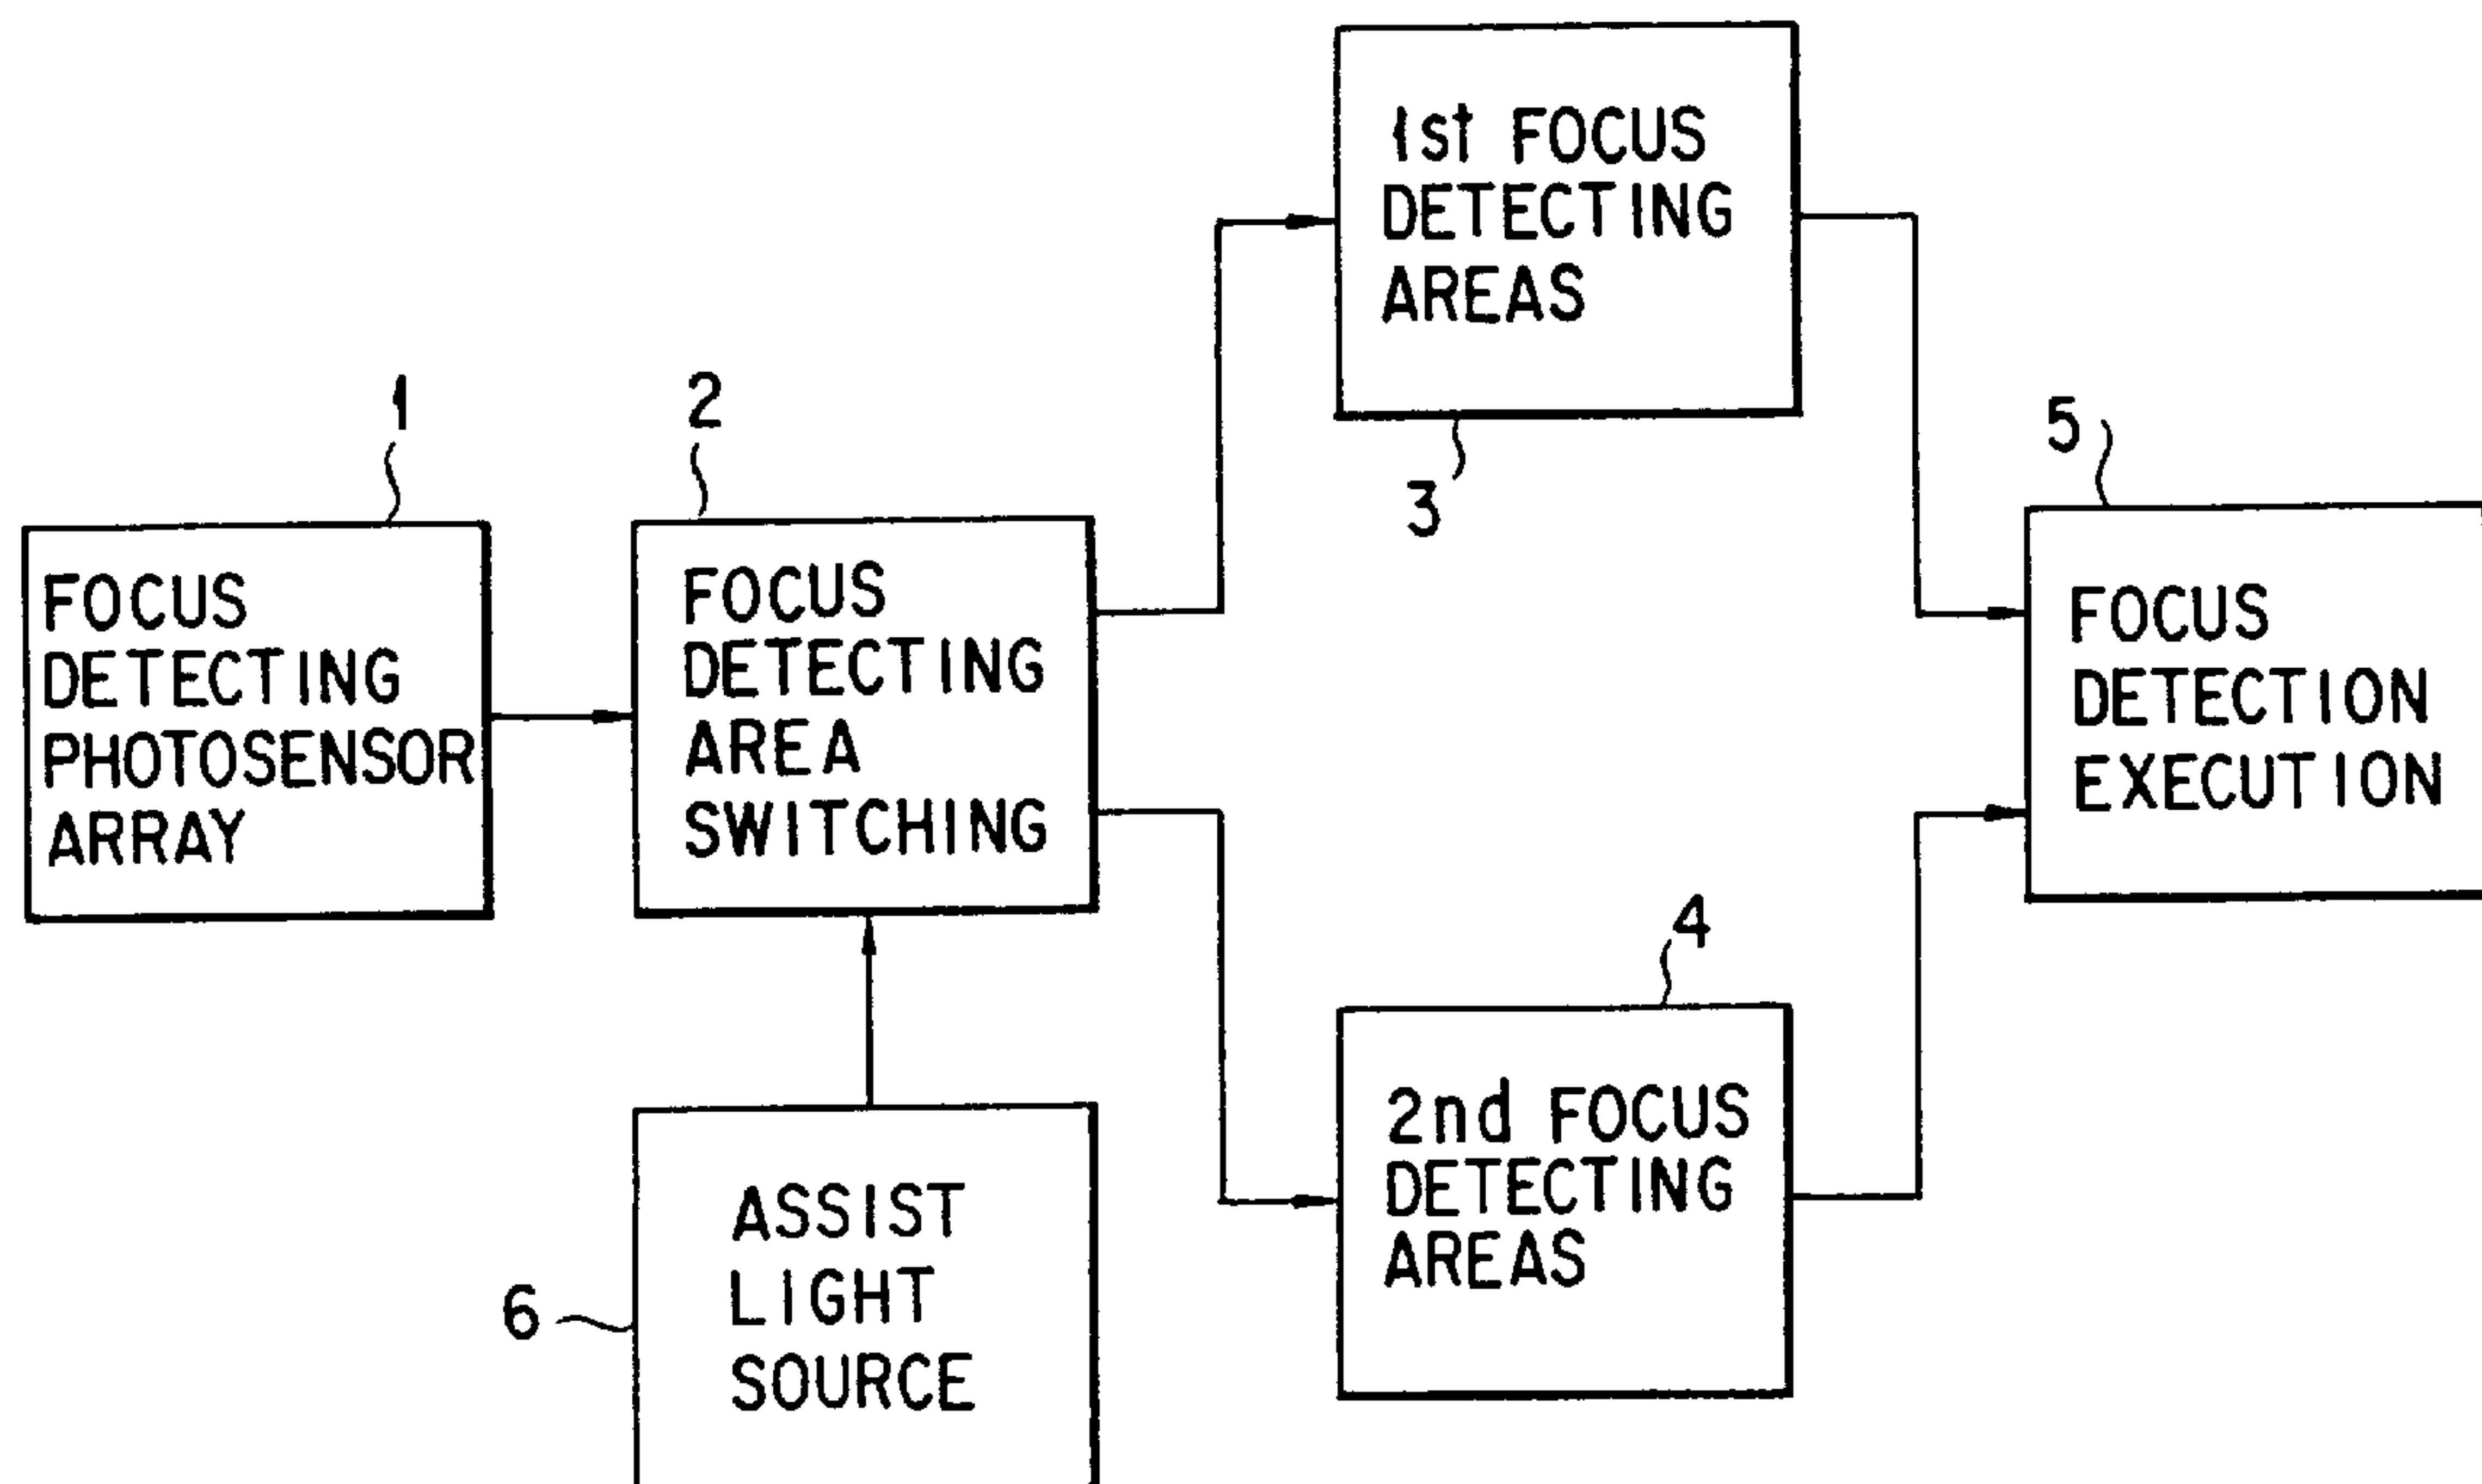 1
FOCUS
DETECTING
PHOTOSENSOR
ARRAY
2
FOCUS
DETECTING
AREA
SWITCHING
1st FOCUS
DETECTING
AREAS
3
2nd FOCUS
DETECTING
AREAS
4
5
FOCUS
DETECTION
EXECUTION
6
ASSIST
LIGHT
SOURCE